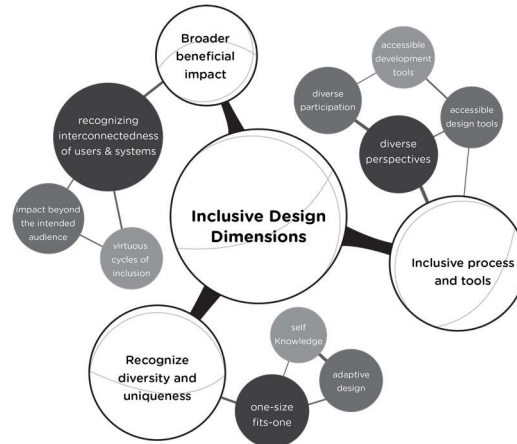 Broader
beneficial
impact
recognizing
interconnectedness
of users & systems
impact beyond
the intended
audience
virtuous
cycles of
inclusion
accessible
development
tools
diverse
participation
accessible
design tools
diverse
perspectives
Inclusive Design
Dimensions
Inclusive process
and tools
Recognize
diversity and
uniqueness
self
Knowledge
adaptive
design
one-size
fits-one